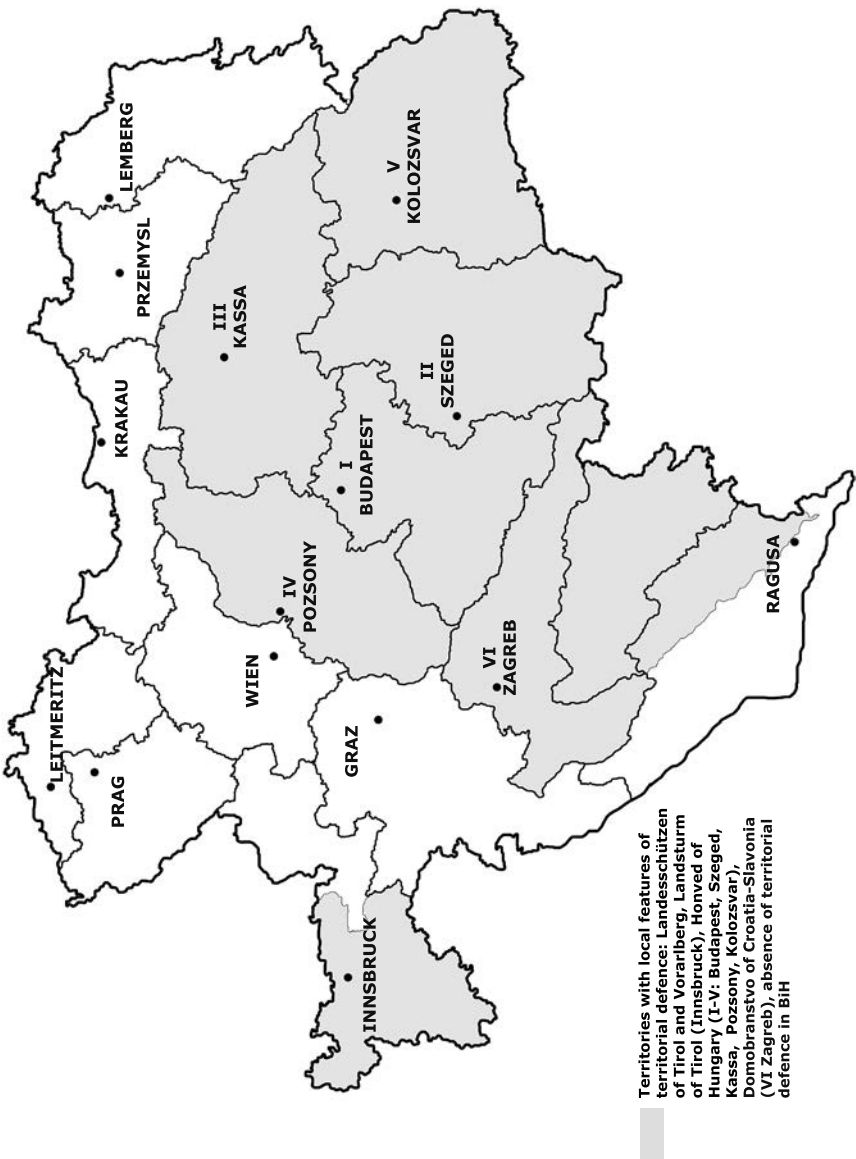 LEITMERITZ
PRAG
KRAKAU
PRZEMYSL
LEMBERG
WIEN
IV
POZSONY
III
KASSA
INNSBRUCK
GRAZ
I
BUDAPEST
II
SZEGED
V
KOLOZSVAR
VI
ZAGREB
RAGUSA
Territories with local features of
territorial defence: Landesschützen
of Tirol and Vorarlberg, Landsturm
of Tirol (Innsbruck), Honved of
Hungary (I-V: Budapest, Szeged,
Kassa, Pozsony, Kolozsvar),
Domobranstvo of Croatia-Slavonia
(VI Zagreb), absence of territorial
defence in BiH